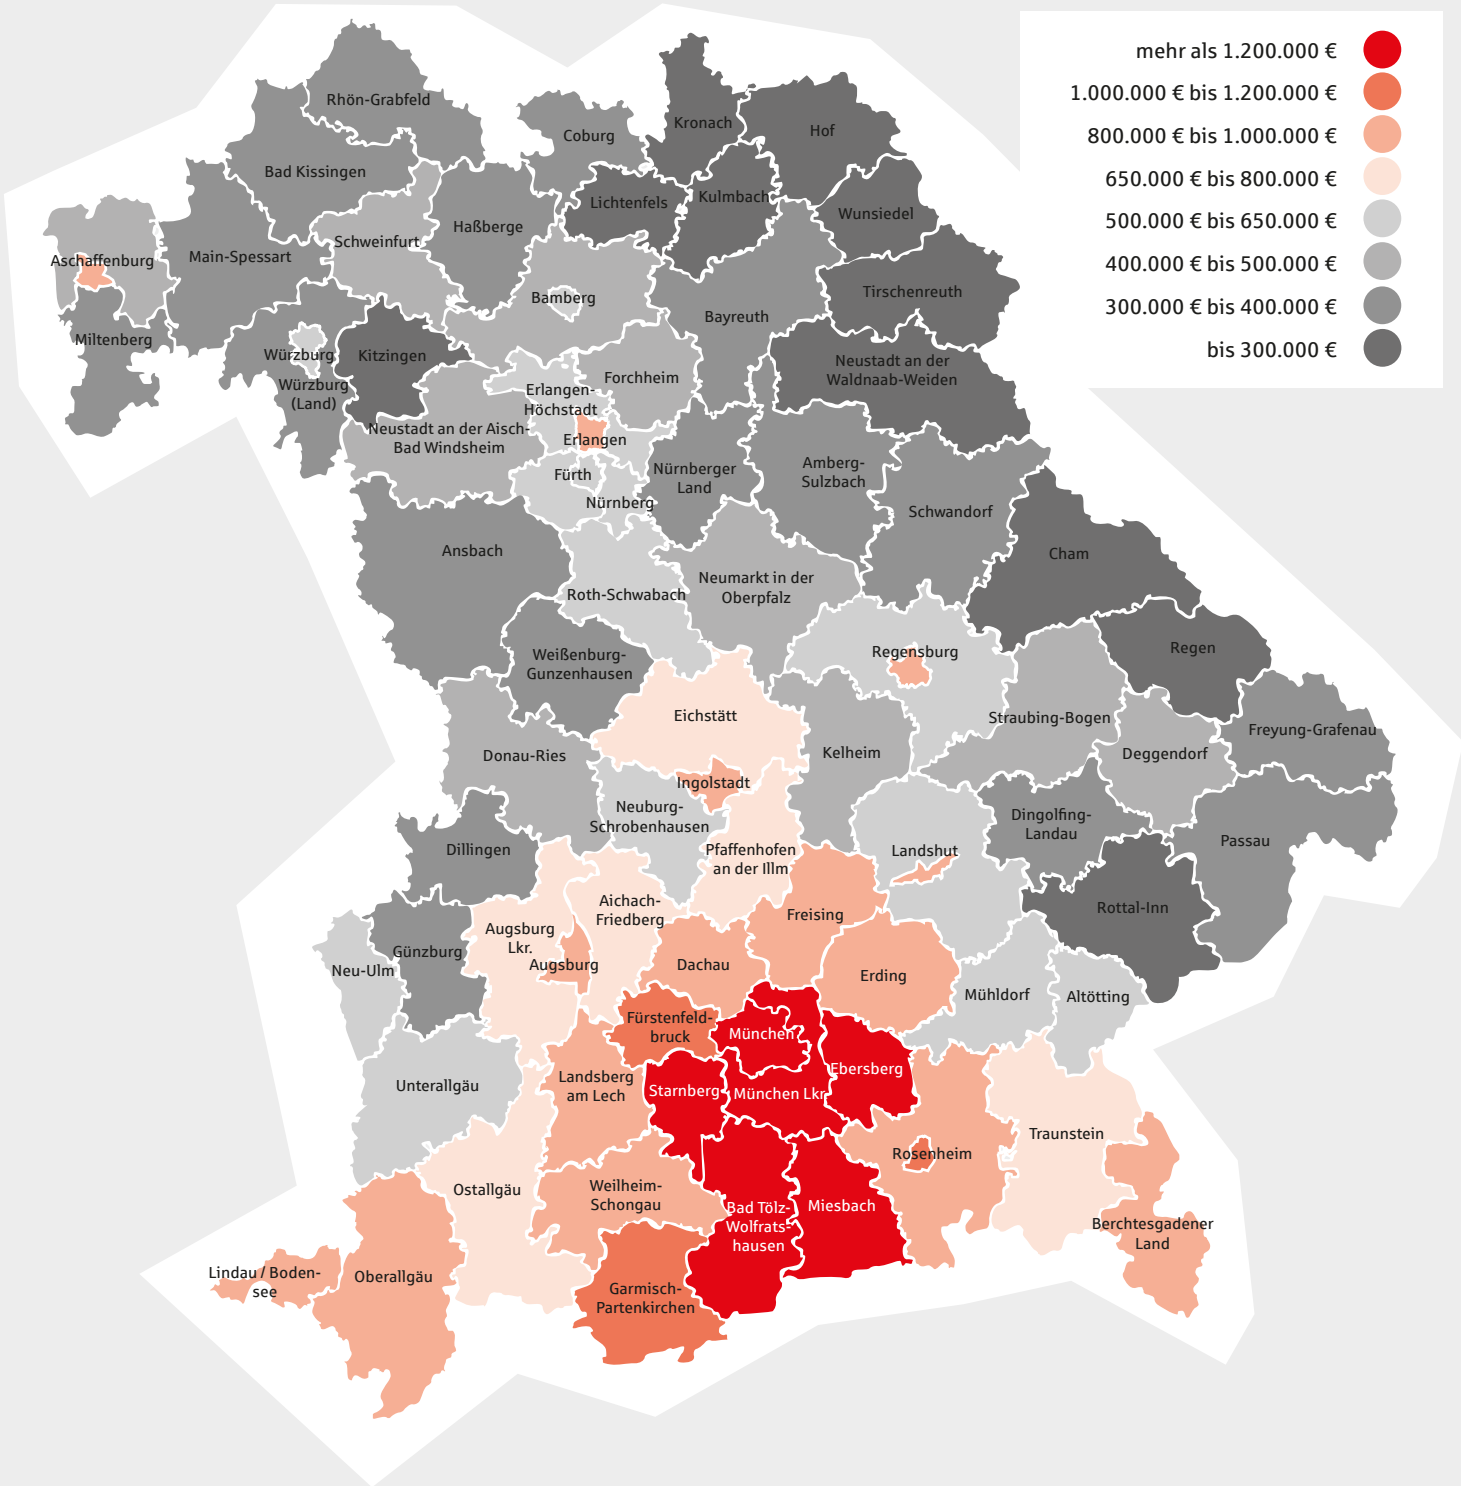 mehr als 1.200.000 €
1.000.000 € bis 1.200.000 €
800.000 € bis 1.000.000 €
650.000 € bis 800.000 €
500.000 € bis 650.000 €
400.000 € bis 500.000 €
300.000 € bis 400.000 €
bis 300.000 €
Rhön-Grabfeld
Coburg
Kronach
Hof
Bad Kissingen
Lichtenfels
Kulmbach
Wunsiedel
Haßberge
Schweinfurt
Main-Spessart
Aschaffenburg
Bamberg
Tirschenreuth
Bayreuth
Miltenberg
Würzburg
Kitzingen
Würzburg
(Land)
Neustadt an der
Waldnaab-Weiden
Forchheim
Erlangen-
Höchstadt
Erlangen
Neustadt an der Aisch-
Bad Windsheim
Fürth
Nürnberg
Nürnberger
Land
Amberg-
Sulzbach
Schwandorf
Cham
Ansbach
Roth-Schwabach
Neumarkt in der
Oberpfalz
Weißenburg-
Gunzenhausen
Regensburg
Regen
Eichstätt
Straubing-Bogen
Freyung-Grafenau
Donau-Ries
Kelheim
Deggendorf
Ingolstadt
Neuburg-
Schrobenhausen
Dingolfing-
Landau
Passau
Dillingen
Pfaffenhofen
an der Illm
Landshut
Aichach-
Friedberg
Freising
Rottal-Inn
Augsburg
Lkr.
Augsburg
Günzburg
Neu-Ulm
Dachau
Erding
Mühldorf
Altötting
Fürstenfeld-
bruck
München
Ebersberg
Unterallgäu
Landsberg
am Lech
Starnberg
München Lkr.
Traunstein
Rosenheim
Ostallgäu
Weilheim-
Schongau
Bad Tölz-
Wolfrats-
hausen
Miesbach
Berchtesgadener
Land
Lindau / Boden-
see
Oberallgäu
Garmisch-
Partenkirchen